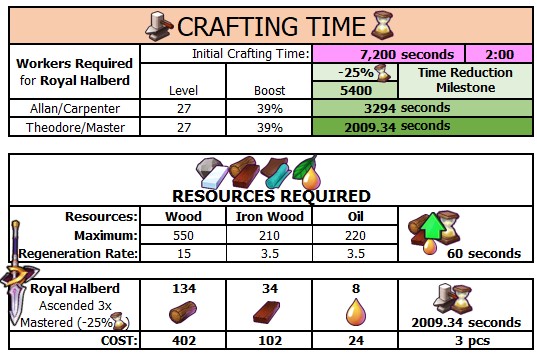 CRAFTING TIME
Workers Required for Royal Halberd
Initial Crafting Time: 7,200 seconds 2:00
Level Boost -25% Time Reduction Milestone
5400
Allan/Carpenter 27 39% 3294 seconds
Theodore/Master 27 39% 2009.34 seconds
RESOURCES REQUIRED
Resources: Wood Iron Wood Oil
Maximum: 550 210 220
Regeneration Rate: 15 3.5 3.5 60 seconds
Royal Halberd 134 34 8
Ascended 3x
Mastered (-25%) 2009.34 seconds
COST: 402 102 24 3 pcs